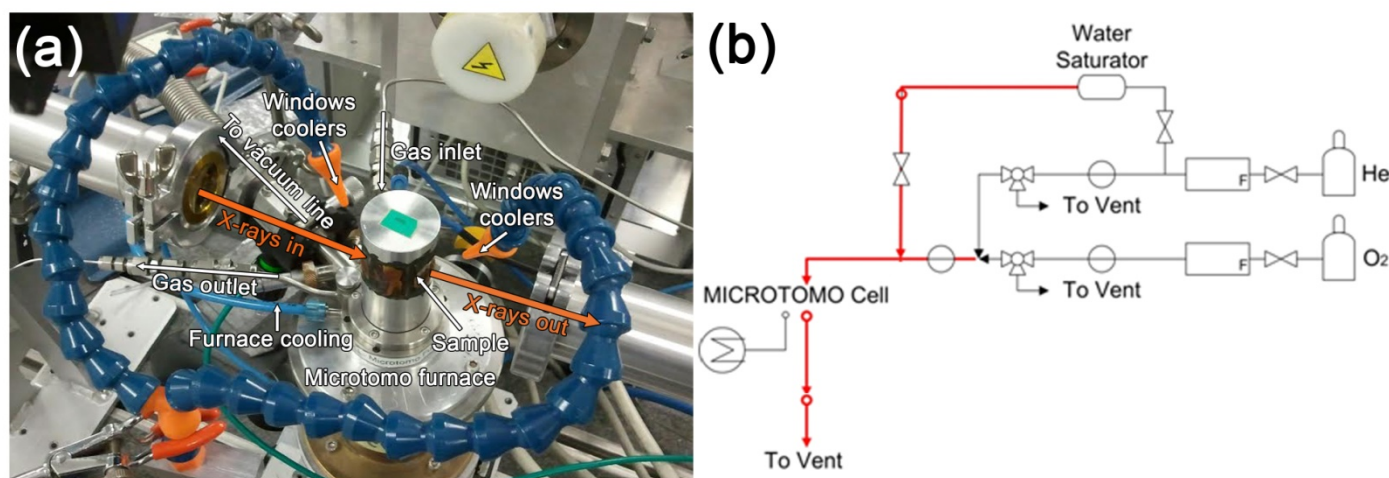 (a)
Windows
coolers
To vacuum line
Gas inlet
Windows
coolers
X-rays in
Gas outlet
X-rays out
Furnace cooling
Sample
Microtomo furnace
(b)
Water
Saturator
He
F
To Vent
O₂
F
To Vent
MICROTOMO Cell
To Vent